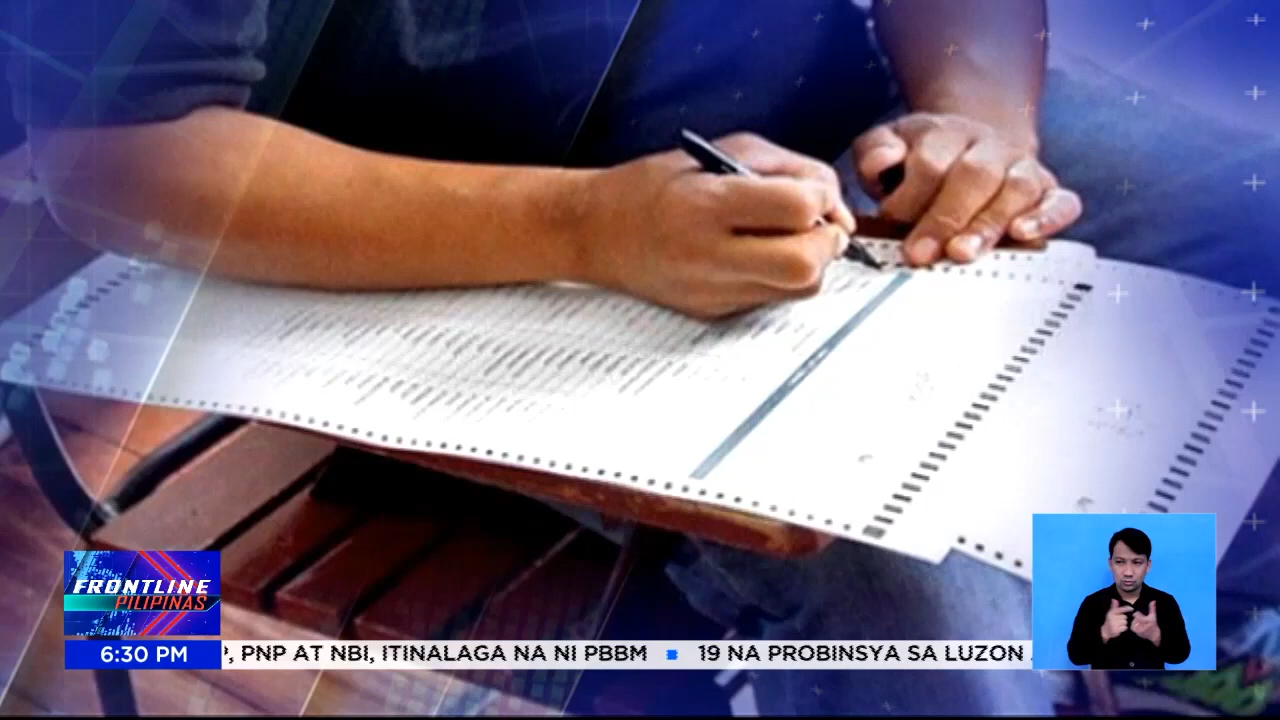 FRONTLINE
PILIPINAS
6:30 PM
, PNP AT NBI, ITINALAGA NA NI PBBM ▪ 19 NA PROBINSYA SA LUZON